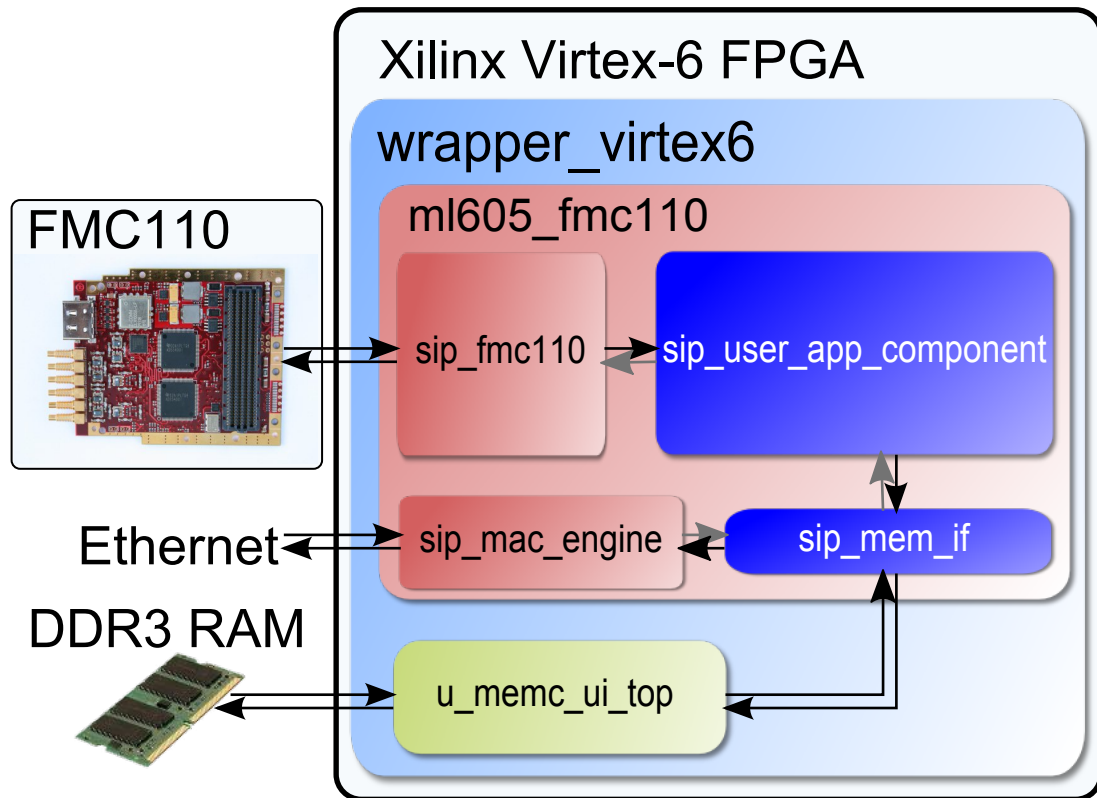 Xilinx Virtex-6 FPGA
wrapper_virtex6
ml605_fmc110
FMC110
sip_fmc110
sip_user_app_component
Ethernet
sip_mac_engine
sip_mem_if
DDR3 RAM
u_memc_ui_top